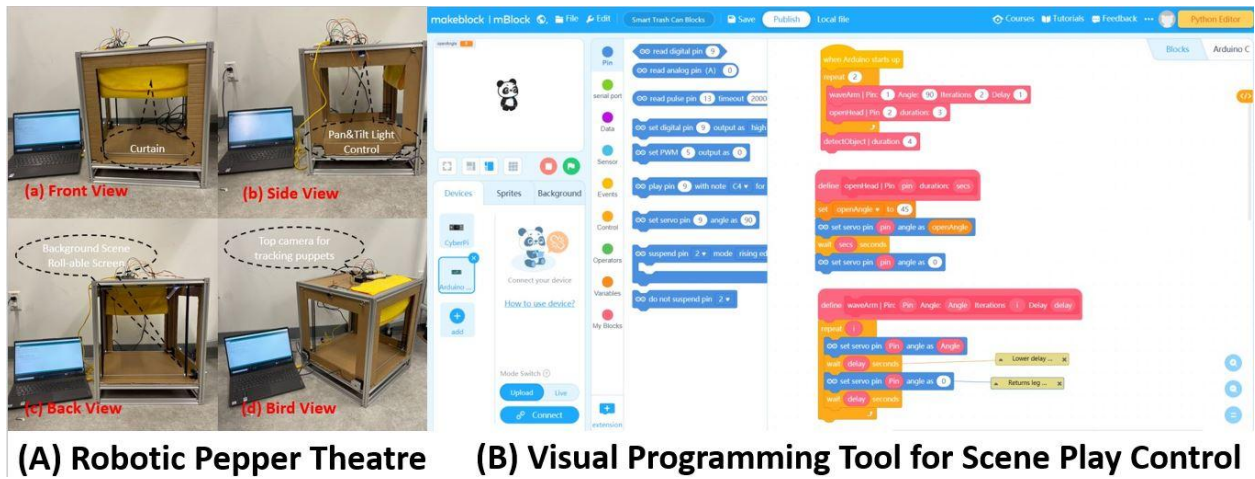 Curtain
(a) Front View
Pan&Tilt Light
Control
(b) Side View
Background Scene
Roll-able Screen
(c) Back View
Top camera for
tracking puppets
(d) Bird View
(A) Robotic Pepper Theatre
makeblock | mBlock File Edit Smart Trash Can Blocks Save Publish Local file Courses Tutorials Feedback ••• Python Editor
openAngle
Devices Sprites Background
CyberPi
Arduino ...
add
Connect your device
How to use device?
Mode Switch
Upload Live
Connect
Pin
serial port
Data
Sensor
Events
Control
Operators
Variables
My Blocks
extension
read digital pin 9
read analog pin (A) 0
read pulse pin 13 timeout 2000
set digital pin 9 output as high
set PWM 5 output as 0
play pin 9 with note C4 for
set servo pin 9 angle as 90
suspend pin 2 mode rising ed
do not suspend pin 2
Blocks Arduino C
when Arduino starts up
repeat 2
waveArm | Pin: 1 Angle: 90 Iterations 2 Delay 1
openHead | Pin 2 duration: 3
detectObject | duration 4
define openHead | Pin pin duration: secs
set openAngle to 45
set servo pin pin angle as openAngle
wait secs seconds
set servo pin pin angle as 0
define waveArm | Pin: Pin Angle: Angle Iterations i Delay delay
repeat i
set servo pin Pin angle as Angle
wait delay seconds
Lower delay ...
set servo pin Pin angle as 0
Returns leg ...
wait delay seconds
(B) Visual Programming Tool for Scene Play Control